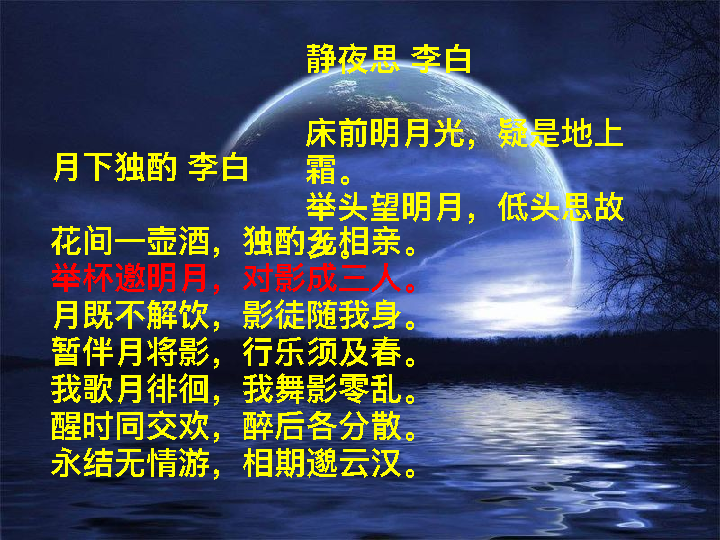 静夜思 李白
床前明月光，疑是地上
霜。
举头望明月，低头思故
乡。
月下独酌 李白
花间一壶酒，独酌无相亲。
举杯邀明月，对影成三人。
月既不解饮，影徒随我身。
暂伴月将影，行乐须及春。
我歌月徘徊，我舞影零乱。
醒时同交欢，醉后各分散。
永结无情游，相期邈云汉。